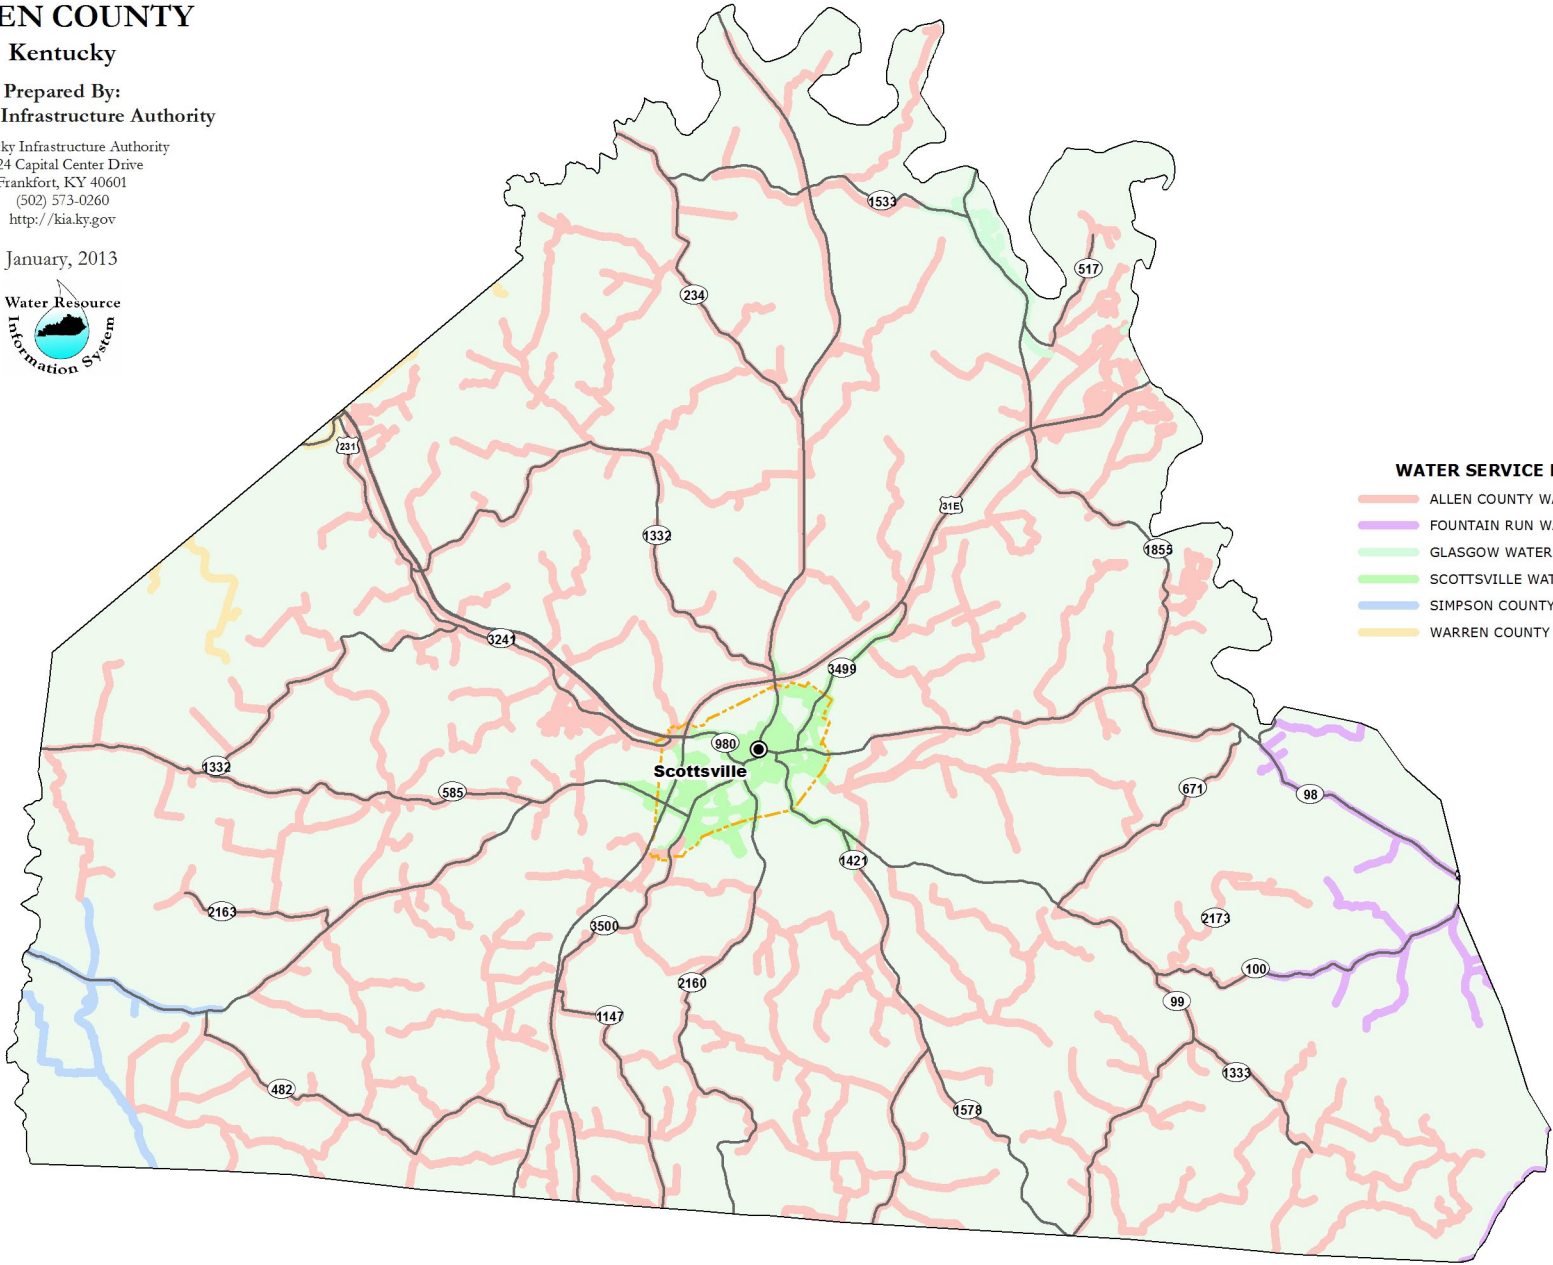 EN COUNTY
Kentucky
Prepared By:
Infrastructure Authority
ky Infrastructure Authority
24 Capital Center Drive
Frankfort, KY 40601
(502) 573-0260
http://kia.ky.gov
January, 2013
Water Resource
Information System
1533
517
234
231
31E
1332
1855
3241
3499
980
Scottsville
1332
585
671
98
1421
2163
3500
2173
100
2160
99
1147
482
1333
1578
WATER SERVICE
ALLEN COUNTY WA
FOUNTAIN RUN W
GLASGOW WATER
SCOTTSVILLE WAT
SIMPSON COUNTY
WARREN COUNTY